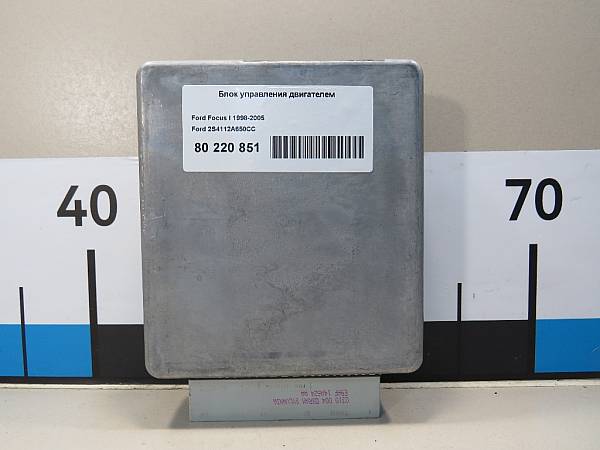 Блок управления двигателем
Ford Focus I 1998-2005
Ford 2S4112A650CC
80 220 851
40
70